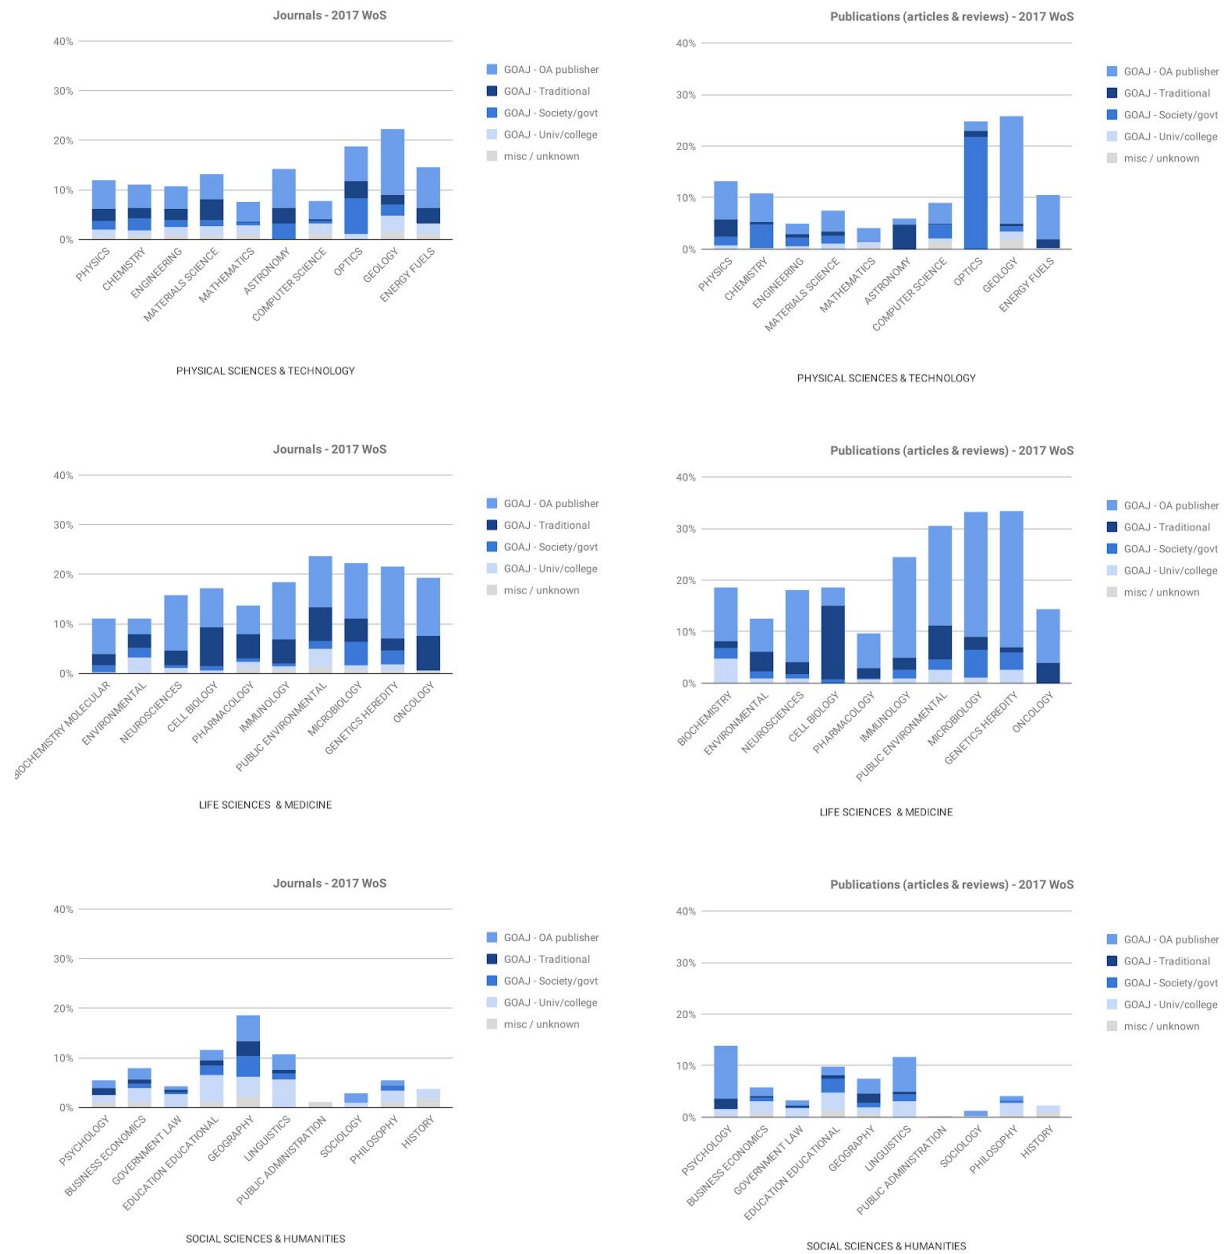 Journals - 2017 WoS
40%
30%
20%
10%
0%
PHYSICS
CHEMISTRY
ENGINEERING
MATERIALS SCIENCE
MATHEMATICS
ASTRONOMY
COMPUTER SCIENCE
OPTICS
GEOLOGY
ENERGY FUELS
GOAJ - OA publisher
GOAJ - Traditional
GOAJ - Society/govt
GOAJ - Univ/college
misc / unknown
PHYSICAL SCIENCES & TECHNOLOGY
Publications (articles & reviews) - 2017 WoS
40%
30%
20%
10%
0%
PHYSICS
CHEMISTRY
ENGINEERING
MATERIALS SCIENCE
MATHEMATICS
ASTRONOMY
COMPUTER SCIENCE
OPTICS
GEOLOGY
ENERGY FUELS
GOAJ - OA publisher
GOAJ - Traditional
GOAJ - Society/govt
GOAJ - Univ/college
misc / unknown
PHYSICAL SCIENCES & TECHNOLOGY
Journals - 2017 WoS
40%
30%
20%
10%
0%
BIOCHEMISTRY MOLECULAR
ENVIRONMENTAL
NEUROSCIENCES
CELL BIOLOGY
PHARMACOLOGY
IMMUNOLOGY
PUBLIC ENVIRONMENTAL
MICROBIOLOGY
GENETICS HEREDITY
ONCOLOGY
GOAJ - OA publisher
GOAJ - Traditional
GOAJ - Society/govt
GOAJ - Univ/college
misc / unknown
LIFE SCIENCES & MEDICINE
Publications (articles & reviews) - 2017 WoS
40%
30%
20%
10%
0%
BIOCHEMISTRY
ENVIRONMENTAL
NEUROSCIENCES
CELL BIOLOGY
PHARMACOLOGY
IMMUNOLOGY
PUBLIC ENVIRONMENTAL
MICROBIOLOGY
GENETICS HEREDITY
ONCOLOGY
GOAJ - OA publisher
GOAJ - Traditional
GOAJ - Society/govt
GOAJ - Univ/college
misc / unknown
LIFE SCIENCES & MEDICINE
Journals - 2017 WoS
40%
30%
20%
10%
0%
PSYCHOLOGY
BUSINESS ECONOMICS
GOVERNMENT LAW
EDUCATION EDUCATIONAL
GEOGRAPHY
LINGUISTICS
PUBLIC ADMINISTRATION
SOCIOLOGY
PHILOSOPHY
HISTORY
GOAJ - OA publisher
GOAJ - Traditional
GOAJ - Society/govt
GOAJ - Univ/college
misc / unknown
SOCIAL SCIENCES & HUMANITIES
Publications (articles & reviews) - 2017 WoS
40%
30%
20%
10%
0%
PSYCHOLOGY
BUSINESS ECONOMICS
GOVERNMENT LAW
EDUCATION EDUCATIONAL
GEOGRAPHY
LINGUISTICS
PUBLIC ADMINISTRATION
SOCIOLOGY
PHILOSOPHY
HISTORY
GOAJ - OA publisher
GOAJ - Traditional
GOAJ - Society/govt
GOAJ - Univ/college
misc / unknown
SOCIAL SCIENCES & HUMANITIES